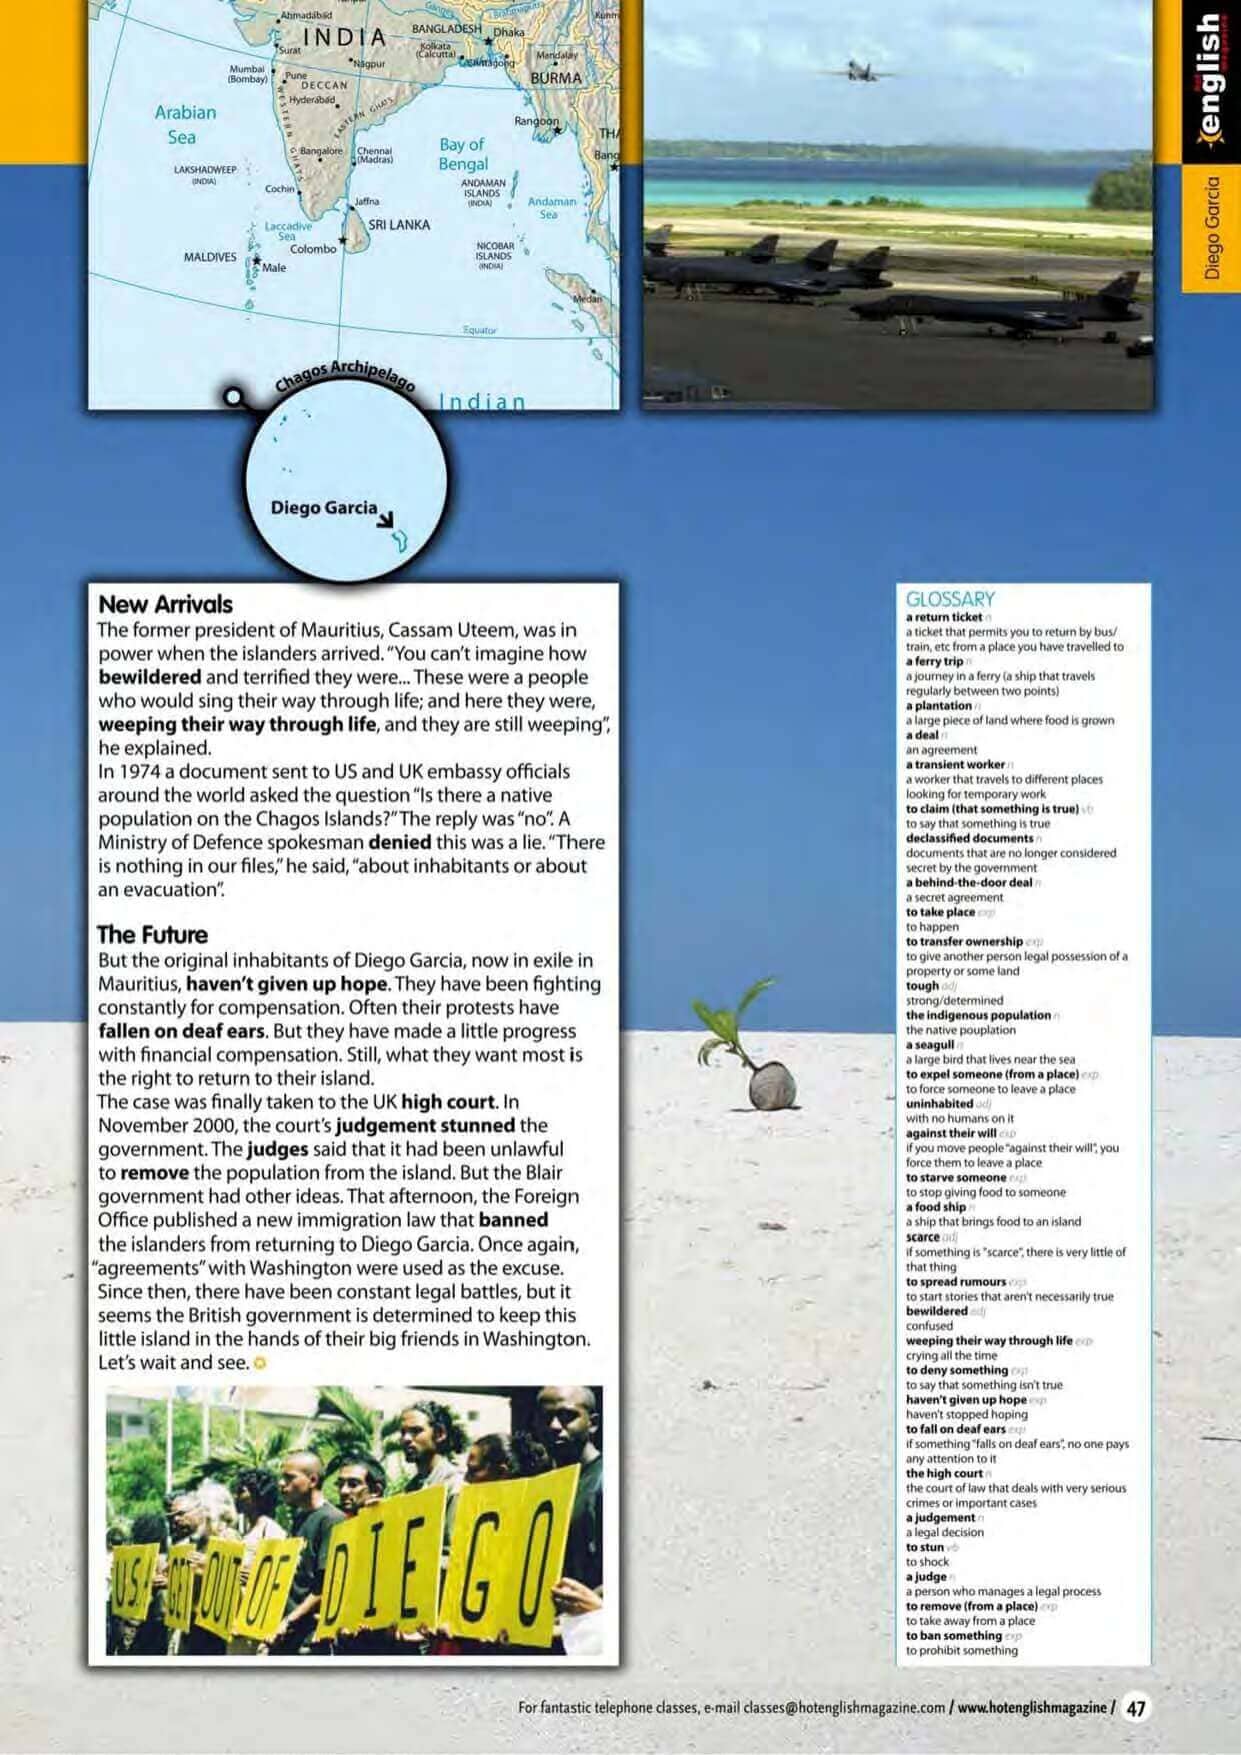 Ahmadābād
INDIA
BANGLADESH
Dhaka
Surat
Kolkata
(Calcutta)
Chittagong
Mandalay
Nāgpur
BURMA
Mumbai
(Bombay)
Pune
DECCAN
Hyderabad
EASTERN GHATS
WESTERN GHATS
Arabian
Sea
Rangoon
Bay of
Bengal
Bangalore
Chennai
(Madras)
LAKSHADWEEP
(INDIA)
ANDAMAN
ISLANDS
(INDIA)
Andaman
Sea
Cochin
Jaffna
Laccadive
Sea
SRI LANKA
Colombo
NICOBAR
ISLANDS
(INDIA)
MALDIVES
Male
Medan
Equator
Chagos Archipelago
Indian
Diego Garcia
hot
english
magazine
Diego Garcia
New Arrivals
The former president of Mauritius, Cassam Uteem, was in
power when the islanders arrived. “You can’t imagine how
bewildered and terrified they were... These were a people
who would sing their way through life; and here they were,
weeping their way through life, and they are still weeping”,
he explained.
In 1974 a document sent to US and UK embassy officials
around the world asked the question “Is there a native
population on the Chagos Islands?” The reply was “no”. A
Ministry of Defence spokesman denied this was a lie. “There
is nothing in our files,” he said, “about inhabitants or about
an evacuation”.
The Future
But the original inhabitants of Diego Garcia, now in exile in
Mauritius, haven’t given up hope. They have been fighting
constantly for compensation. Often their protests have
fallen on deaf ears. But they have made a little progress
with financial compensation. Still, what they want most is
the right to return to their island.
The case was finally taken to the UK high court. In
November 2000, the court’s judgement stunned the
government. The judges said that it had been unlawful
to remove the population from the island. But the Blair
government had other ideas. That afternoon, the Foreign
Office published a new immigration law that banned
the islanders from returning to Diego Garcia. Once again,
“agreements” with Washington were used as the excuse.
Since then, there have been constant legal battles, but it
seems the British government is determined to keep this
little island in the hands of their big friends in Washington.
Let’s wait and see.
USA GET OUT OF DIEGO
GLOSSARY
a return ticket n
a ticket that permits you to return by bus/
train, etc from a place you have travelled to
a ferry trip n
a journey in a ferry (a ship that travels
regularly between two points)
a plantation n
a large piece of land where food is grown
a deal n
an agreement
a transient worker n
a worker that travels to different places
looking for temporary work
to claim (that something is true) vb
to say that something is true
declassified documents n
documents that are no longer considered
secret by the government
a behind-the-door deal n
a secret agreement
to take place exp
to happen
to transfer ownership exp
to give another person legal possession of a
property or some land
tough adj
strong/determined
the indigenous population n
the native pouplation
a seagull n
a large bird that lives near the sea
to expel someone (from a place) exp
to force someone to leave a place
uninhabited adj
with no humans on it
against their will exp
if you move people “against their will”, you
force them to leave a place
to starve someone exp
to stop giving food to someone
a food ship n
a ship that brings food to an island
scarce adj
if something is “scarce”, there is very little of
that thing
to spread rumours exp
to start stories that aren’t necessarily true
bewildered adj
confused
weeping their way through life exp
crying all the time
to deny something exp
to say that something isn’t true
haven’t given up hope exp
haven’t stopped hoping
to fall on deaf ears exp
if something “falls on deaf ears”, no one pays
any attention to it
the high court n
the court of law that deals with very serious
crimes or important cases
a judgement n
a legal decision
to stun vb
to shock
a judge n
a person who manages a legal process
to remove (from a place) exp
to take away from a place
to ban something exp
to prohibit something
For fantastic telephone classes, e-mail classes@hotenglishmagazine.com / www.hotenglishmagazine / 47